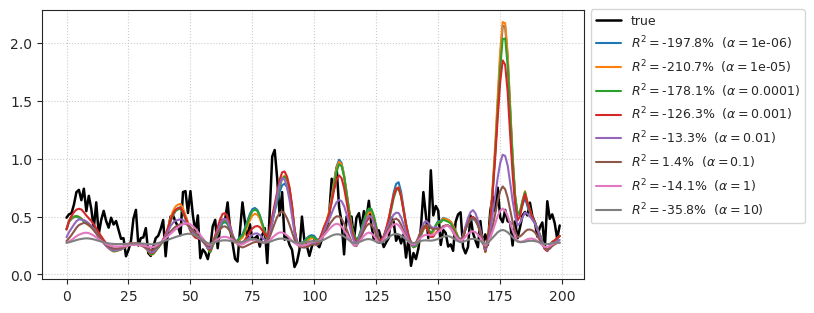 2.0
1.5
1.0
0.5
0.0
0 25 50 75 100 125 150 175 200
true
R² = -197.8% (α = 1e-06)
R² = -210.7% (α = 1e-05)
R² = -178.1% (α = 0.0001)
R² = -126.3% (α = 0.001)
R² = -13.3% (α = 0.01)
R² = 1.4% (α = 0.1)
R² = -14.1% (α = 1)
R² = -35.8% (α = 10)